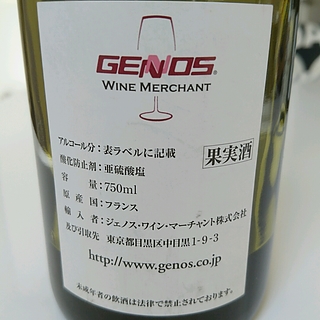 GENOS®
WINE MERCHANT
アルコール分：表ラベルに記載
酸化防止剤：亜硫酸塩
果実酒
容量：750ml
原産国：フランス
輸入者：ジェノス・ワイン・マーチャント株式会社
及び引取先 東京都目黒区中目黒1-9-3
http://www.genos.co.jp
未成年者の飲酒は法律で禁止されております。